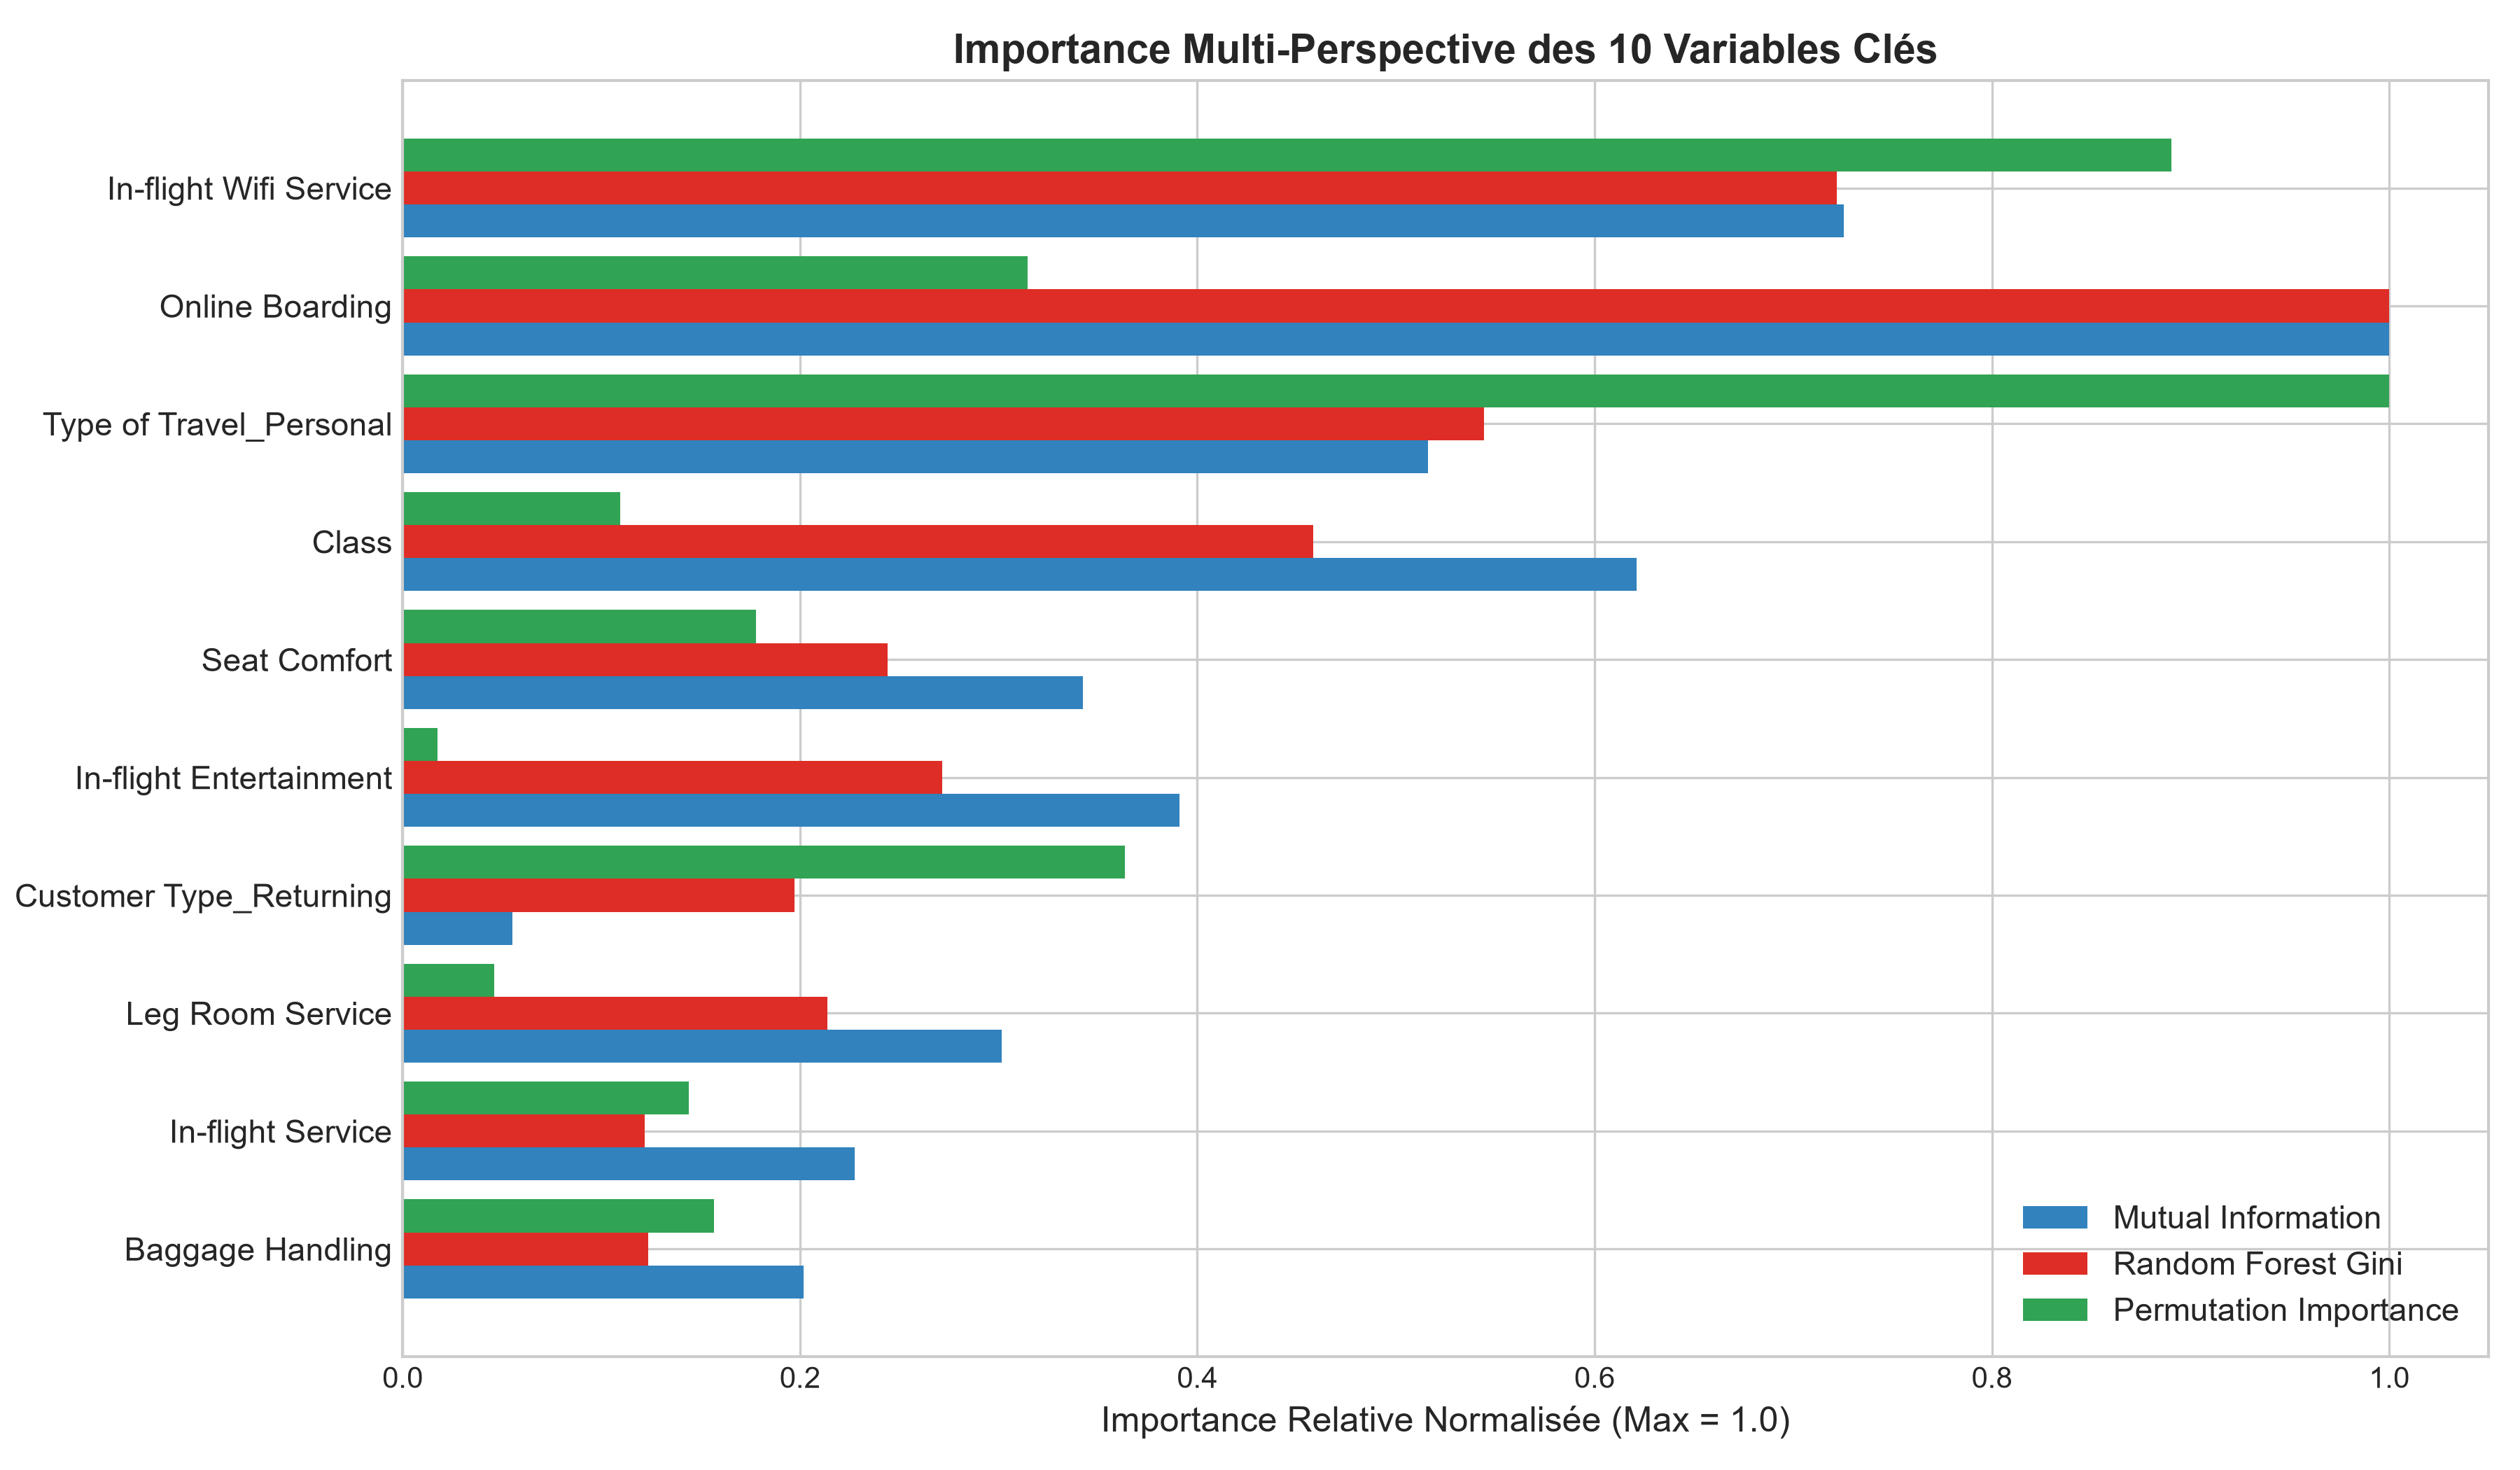 Importance Multi-Perspective des 10 Variables Clés
In-flight Wifi Service
Online Boarding
Type of Travel_Personal
Class
Seat Comfort
In-flight Entertainment
Customer Type_Returning
Leg Room Service
In-flight Service
Baggage Handling
Mutual Information
Random Forest Gini
Permutation Importance
0.0 0.2 0.4 0.6 0.8 1.0
Importance Relative Normalisée (Max = 1.0)